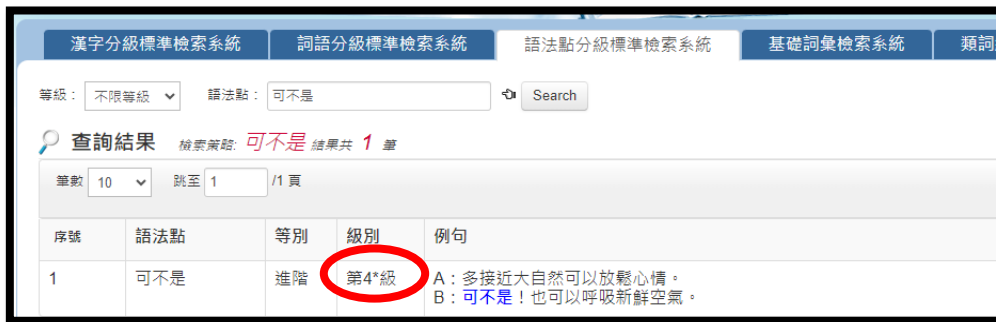 漢字分級標準檢索系統 詞語分級標準檢索系統 語法點分級標準檢索系統 基礎詞彙檢索系統 類詞
等級： 不限等級 語法點： 可不是 Search
查詢結果 檢索策略: 可不是 結果共 1 筆
筆數 10 跳至 1 /1 頁
序號 語法點 等別 級別 例句
1 可不是 進階 第4*級 A：多接近大自然可以放鬆心情。
B：可不是！也可以呼吸新鮮空氣。